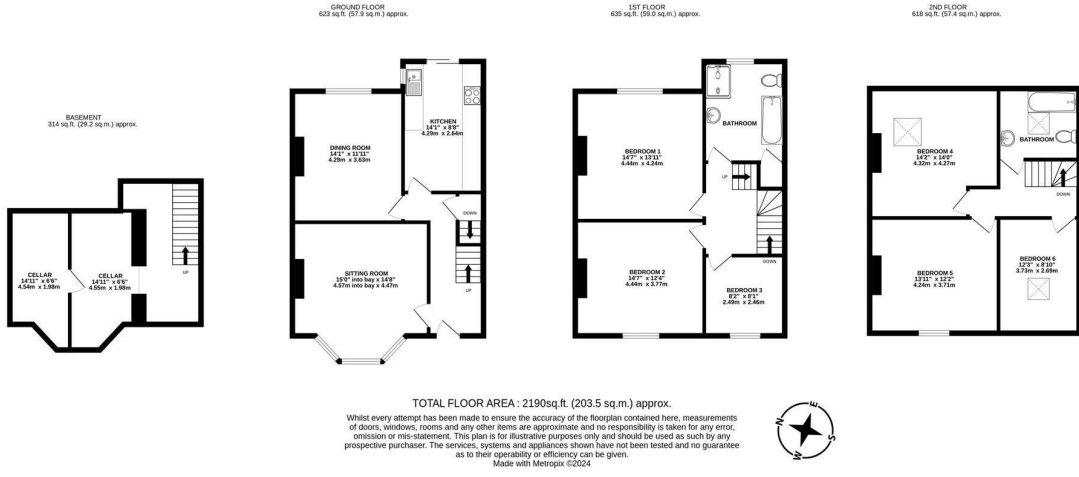 BASEMENT
314 sq.ft. (29.2 sq.m.) approx.
CELLAR
14'11" x 6'6"
4.54m x 1.98m
CELLAR
14'11" x 6'6"
4.55m x 1.98m
UP
GROUND FLOOR
623 sq.ft. (57.9 sq.m.) approx.
KITCHEN
14'1" x 8'8"
4.29m x 2.64m
DINING ROOM
14'1" x 11'11"
4.29m x 3.63m
DOWN
SITTING ROOM
15'0" into bay x 14'8"
4.57m into bay x 4.47m
UP
1ST FLOOR
635 sq.ft. (59.0 sq.m.) approx.
BATHROOM
BEDROOM 1
14'7" x 13'11"
4.44m x 4.24m
UP
BEDROOM 2
14'7" x 12'4"
4.44m x 3.77m
DOWN
BEDROOM 3
8'2" x 8'1"
2.49m x 2.46m
2ND FLOOR
618 sq.ft. (57.4 sq.m.) approx.
BEDROOM 4
14'2" x 14'0"
4.32m x 4.27m
BATHROOM
DOWN
BEDROOM 5
13'11" x 12'2"
4.24m x 3.71m
BEDROOM 6
12'3" x 8'10"
3.73m x 2.69m
TOTAL FLOOR AREA : 2190sq.ft. (203.5 sq.m.) approx.
Whilst every attempt has been made to ensure the accuracy of the floorplan contained here, measurements
of doors, windows, rooms and any other items are approximate and no responsibility is taken for any error,
omission or mis-statement. This plan is for illustrative purposes only and should be used as such by any
prospective purchaser. The services, systems and appliances shown have not been tested and no guarantee
as to their operability or efficiency can be given.
Made with Metropix ©2024
N
E
S
W